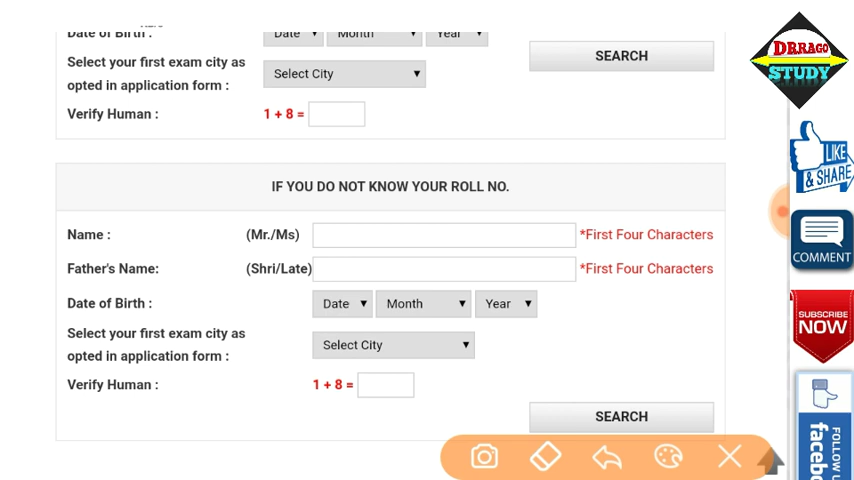 Date of Birth : Date Month Year
SEARCH
Select your first exam city as
opted in application form : Select City
Verify Human : 1 + 8 =
IF YOU DO NOT KNOW YOUR ROLL NO.
Name : (Mr./Ms) *First Four Characters
Father's Name: (Shri/Late) *First Four Characters
Date of Birth : Date Month Year
Select your first exam city as
opted in application form : Select City
Verify Human : 1 + 8 =
SEARCH
DRRAGO
STUDY
LIKE
& SHARE
COMMENT
SUBSCRIBE
NOW
FOLLOW U
facebo